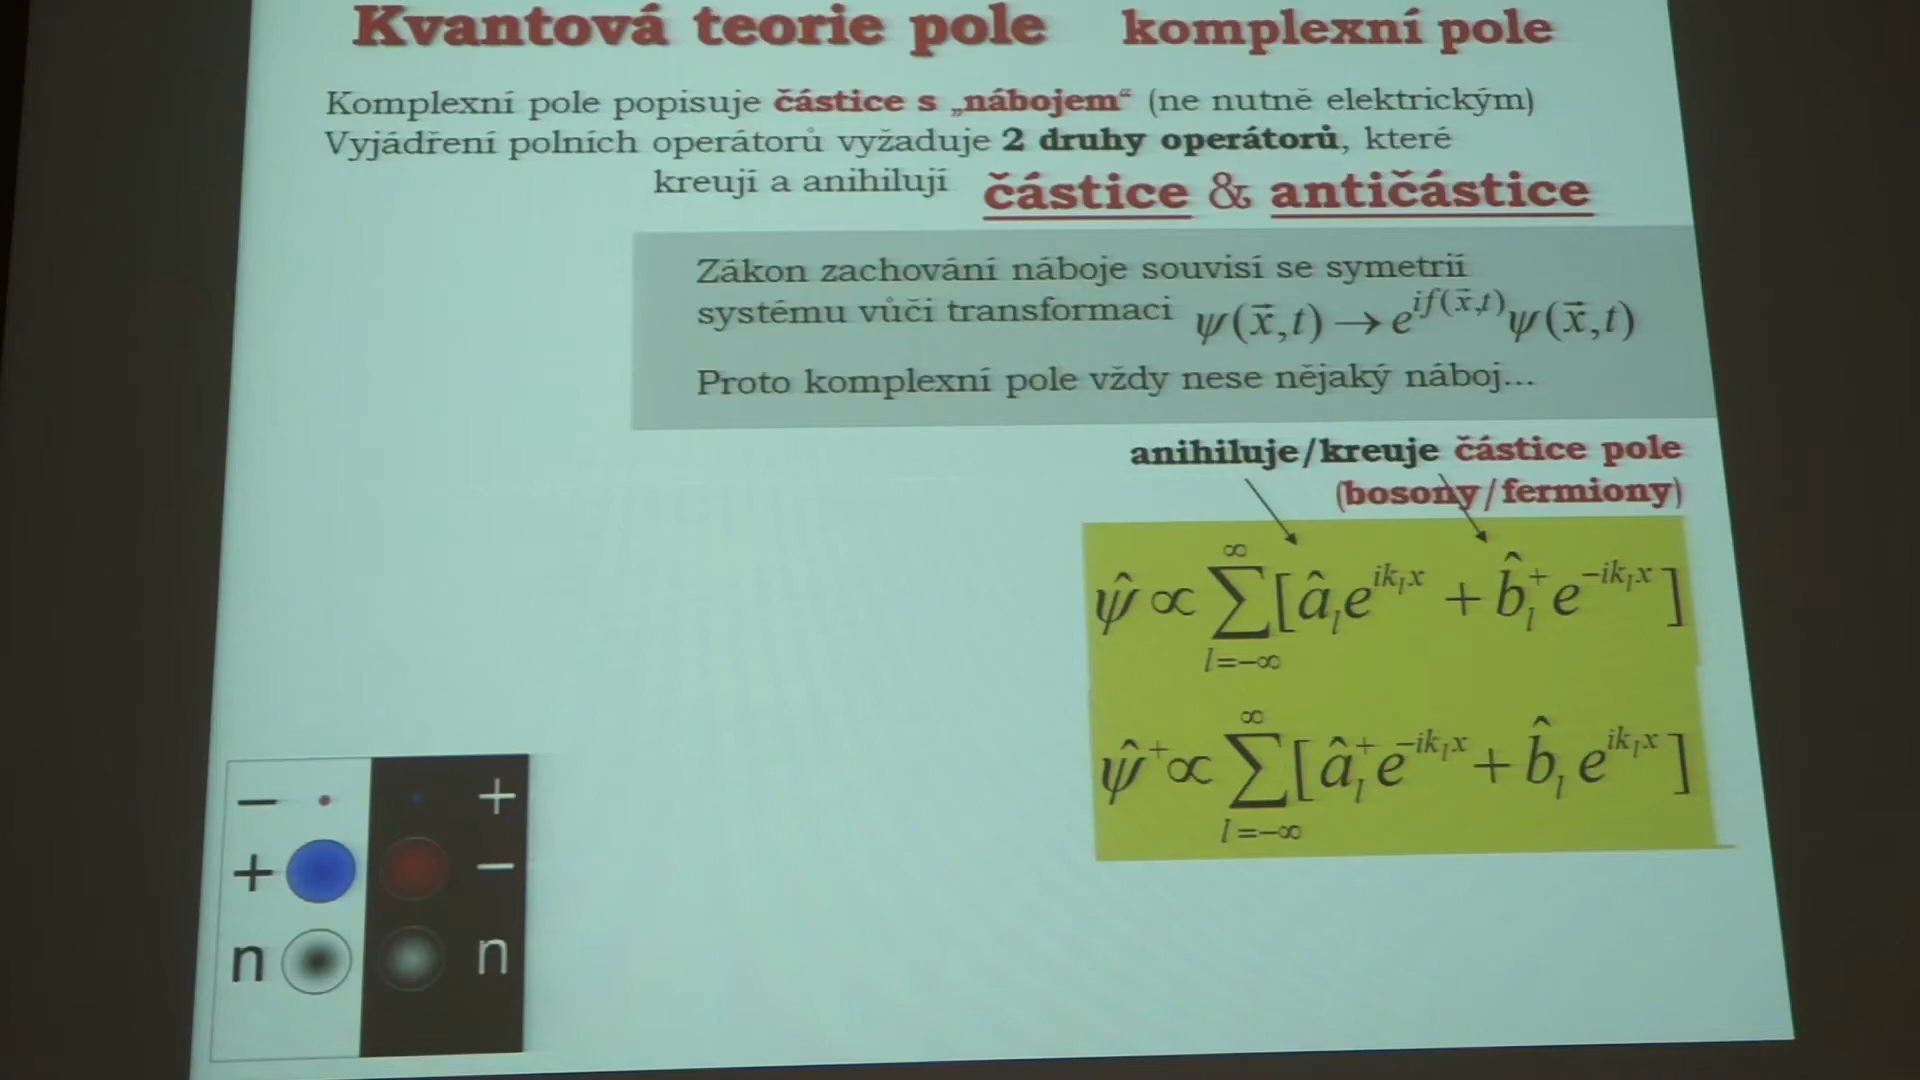 Kvantová teorie pole komplexní pole
Komplexní pole popisuje částice s „nábojem“ (ne nutně elektrickým)
Vyjádření polních operátorů vyžaduje 2 druhy operátorů, které
kreují a anihilují částice & antičástice
Zákon zachování náboje souvisí se symetrií
systému vůči transformaci ψ(x⃗,t) → e^{if(x⃗,t)} ψ(x⃗,t)
Proto komplexní pole vždy nese nějaký náboj...
anihiluje/kreuje částice pole
(bosony/fermiony)
ψ̂ ∝ ∑_{l=-∞}^{∞} [â_l e^{ik_l x} + b̂_l^+ e^{-ik_l x}]
ψ̂^+ ∝ ∑_{l=-∞}^{∞} [â_l^+ e^{-ik_l x} + b̂_l e^{ik_l x}]
− +
+ −
n n